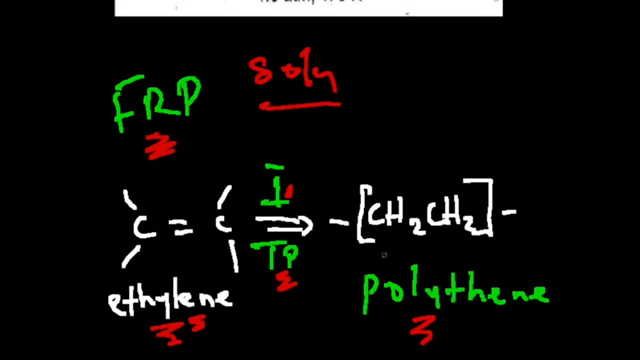 Soln
FRP
I
C = C → -[CH₂CH₂]-
TP
ethylene
polythene